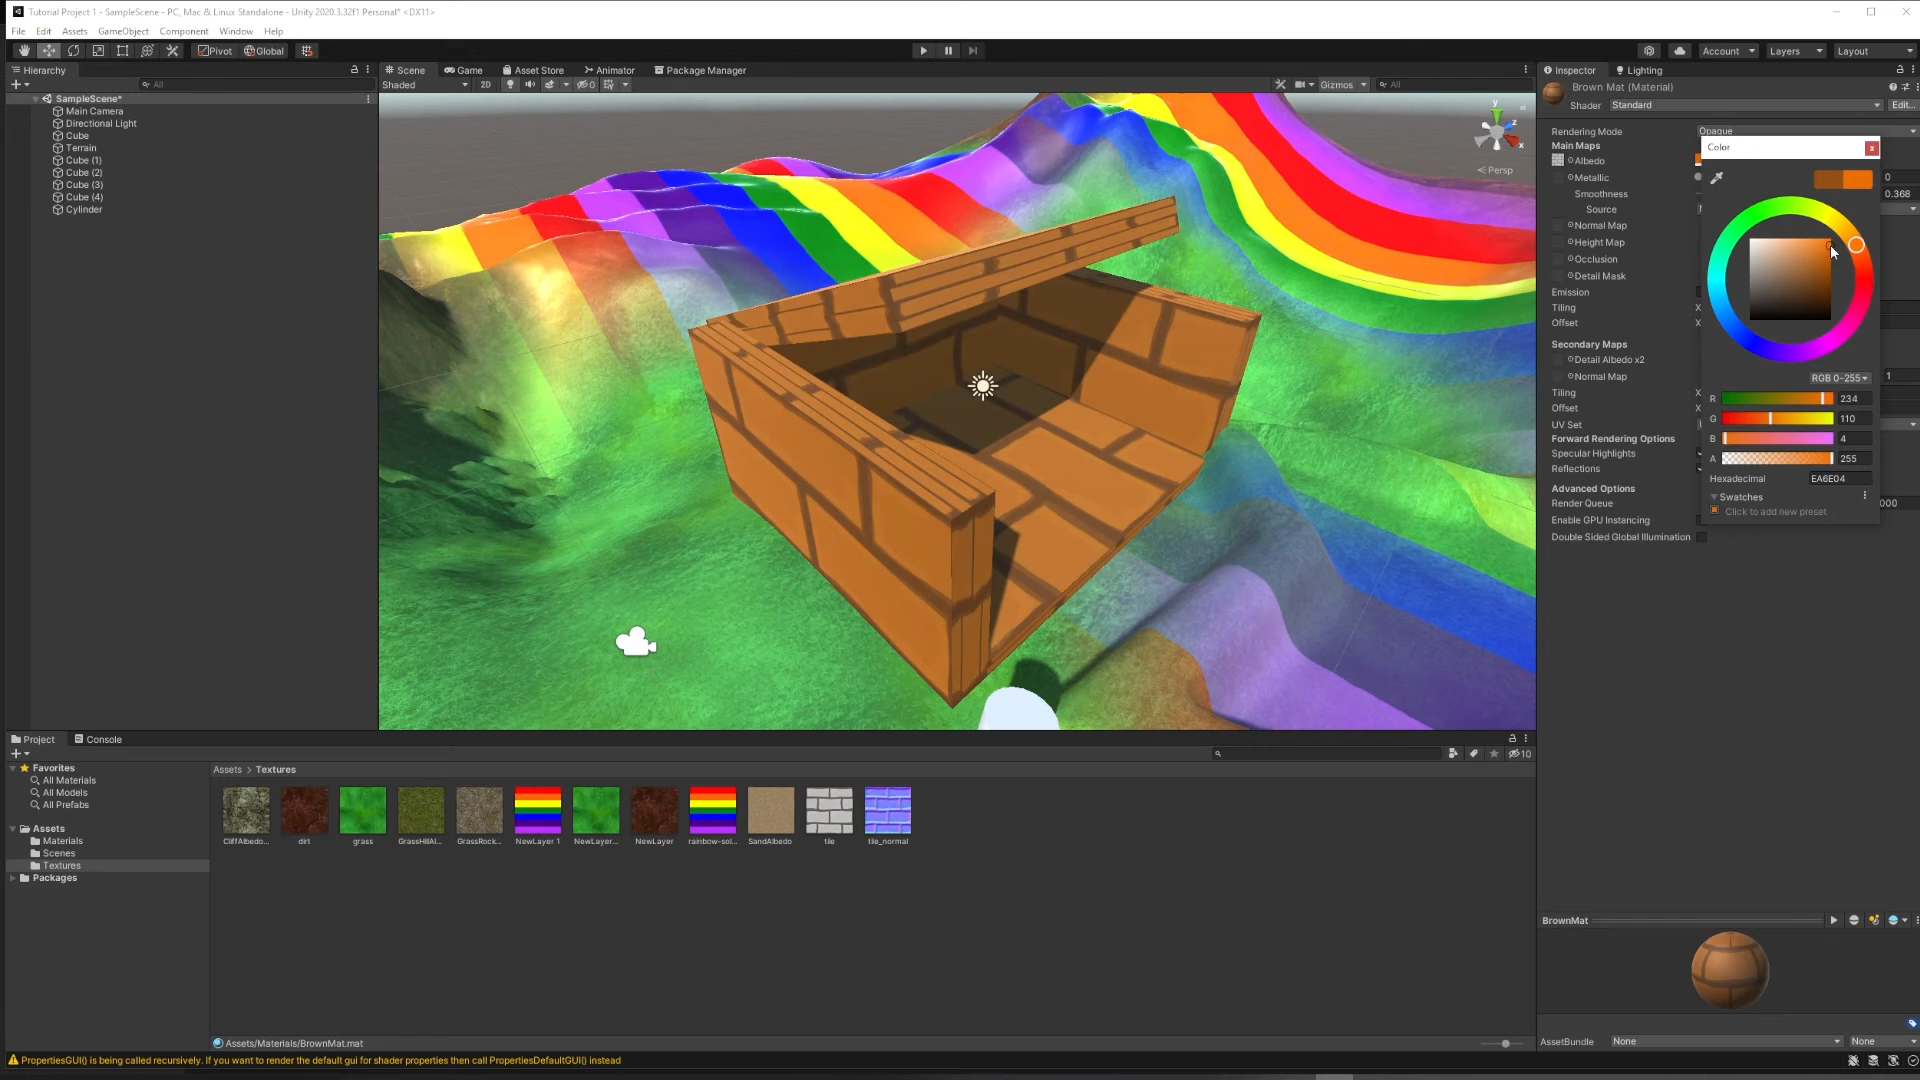 Tutorial Project 1 - SampleScene - PC, Mac & Linux Standalone - Unity 2020.3.32f1 Personal* <DX11>
File Edit Assets GameObject Component Window Help
Pivot Global Account Layers Layout
Hierarchy
All
SampleScene*
Main Camera
Directional Light
Cube
Terrain
Cube (1)
Cube (2)
Cube (3)
Cube (4)
Cylinder
Scene Game Asset Store Animator Package Manager
Shaded 2D 0 Gizmos All
y
z
x
Persp
Inspector Lighting
Brown Mat (Material)
Shader Standard Edit...
Rendering Mode Opaque
Main Maps
Albedo
Metallic 0
Smoothness 0.368
Source
Normal Map
Height Map
Occlusion
Detail Mask
Emission
Tiling X
Offset X
Secondary Maps
Detail Albedo x2
Normal Map 1
Tiling X
Offset X
UV Set
Forward Rendering Options
Specular Highlights
Reflections
Advanced Options
Render Queue 000
Enable GPU Instancing
Double Sided Global Illumination
Color
x
RGB 0-255
R 234
G 110
B 4
A 255
Hexadecimal EA6E04
Swatches
Click to add new preset
Project Console
10
Favorites
All Materials
All Models
All Prefabs
Assets
Materials
Scenes
Textures
Packages
Assets > Textures
CliffAlbedo... dirt grass GrassHillAl... GrassRock... NewLayer 1 NewLayer... NewLayer rainbow-sol... SandAlbedo tile tile_normal
Assets/Materials/BrownMat.mat
BrownMat
AssetBundle None None
PropertiesGUI() is being called recursively. If you want to render the default gui for shader properties then call PropertiesDefaultGUI() instead